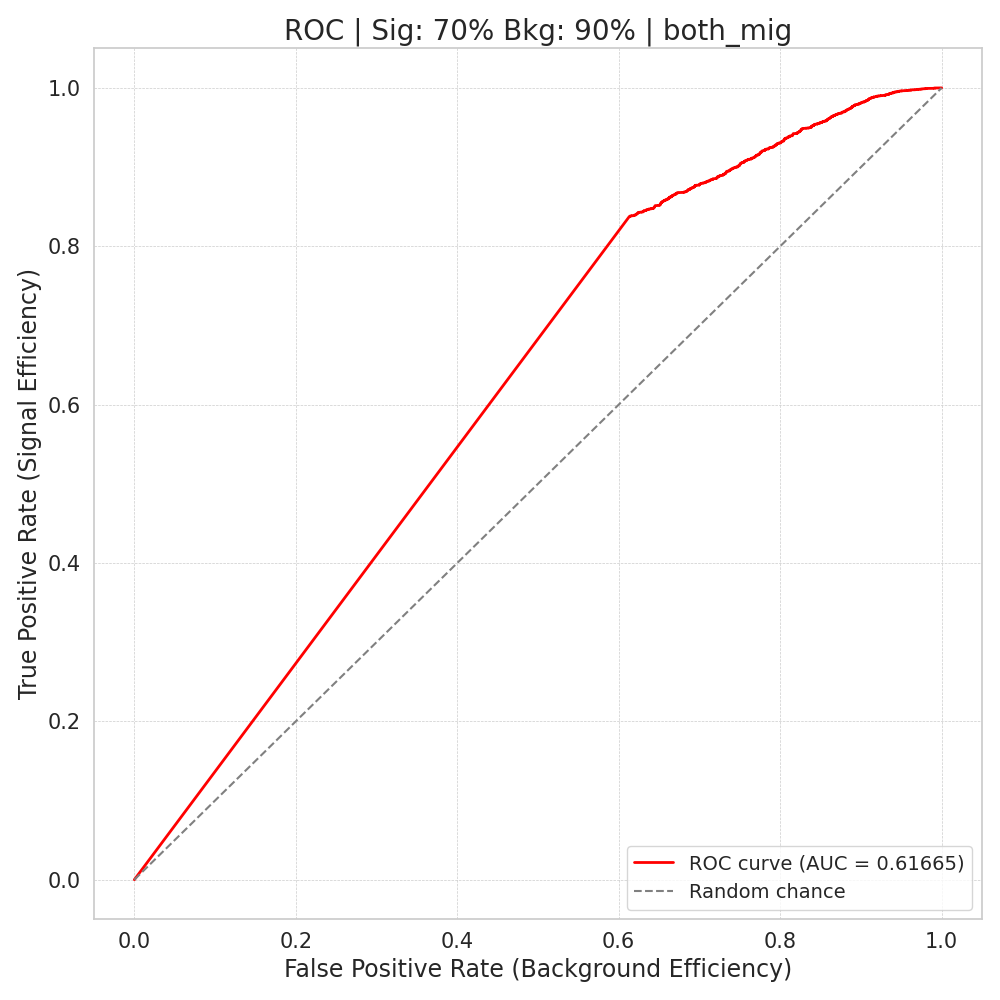 ROC | Sig: 70% Bkg: 90% | both_mig
True Positive Rate (Signal Efficiency)
1.0
0.8
0.6
0.4
0.2
0.0
ROC curve (AUC = 0.61665)
Random chance
0.0 0.2 0.4 0.6 0.8 1.0
False Positive Rate (Background Efficiency)